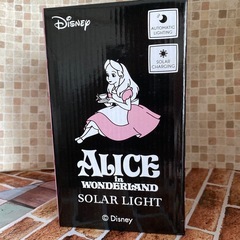 Disney
AUTOMATIC
LIGHTING
SOLAR
CHARGING
ALICE
in
WONDERLAND
SOLAR LIGHT
© Disney